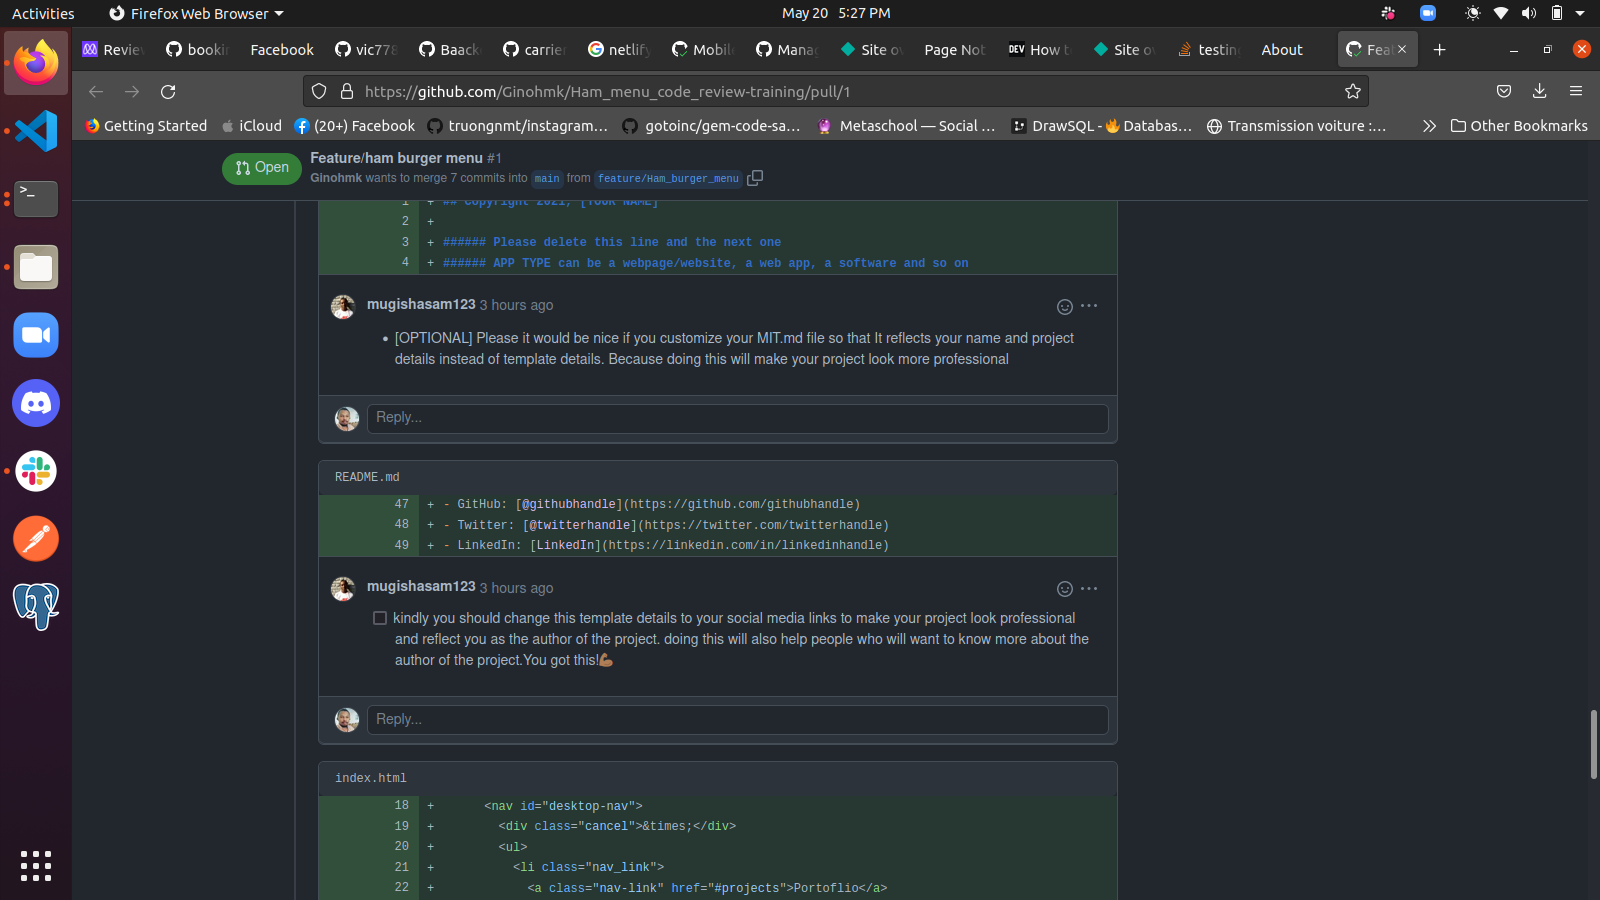 Activities
Firefox Web Browser
May 20 5:27 PM
Review
bookin
Facebook
vic778
Baack
carrier
netlify
Mobile
Mana
Site ov
Page Not
DEV How t
Site ov
testing
About
Feat
https://github.com/Ginohmk/Ham_menu_code_review-training/pull/1
Getting Started
iCloud
(20+) Facebook
truongnmt/instagram…
gotoinc/gem-code-sa…
Metaschool — Social …
DrawSQL - 🔥 Databas…
Transmission voiture :…
Other Bookmarks
Open
Feature/ham burger menu #1
Ginohmk wants to merge 7 commits into main from feature/Ham_burger_menu
1 + ## Copyright 2021, [YOUR NAME]
2 +
3 + ###### Please delete this line and the next one
4 + ###### APP TYPE can be a webpage/website, a web app, a software and so on
mugishasam123 3 hours ago
• [OPTIONAL] Please it would be nice if you customize your MIT.md file so that It reflects your name and project
details instead of template details. Because doing this will make your project look more professional
Reply...
README.md
47 + - GitHub: [@githubhandle](https://github.com/githubhandle)
48 + - Twitter: [@twitterhandle](https://twitter.com/twitterhandle)
49 + - LinkedIn: [LinkedIn](https://linkedin.com/in/linkedinhandle)
mugishasam123 3 hours ago
kindly you should change this template details to your social media links to make your project look professional
and reflect you as the author of the project. doing this will also help people who will want to know more about the
author of the project.You got this!💪🏾
Reply...
index.html
18 + <nav id="desktop-nav">
19 + <div class="cancel">&times;</div>
20 + <ul>
21 + <li class="nav_link">
22 + <a class="nav-link" href="#projects">Portoflio</a>